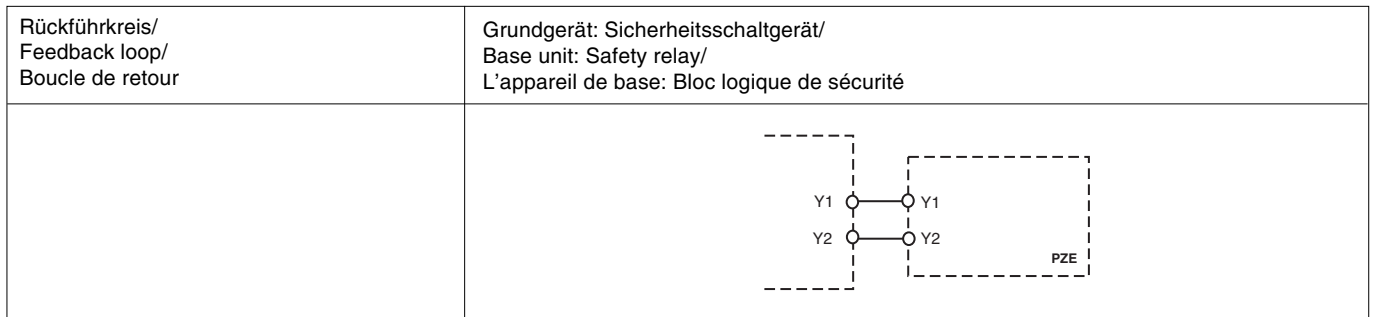 Rückführkreis/
Feedback loop/
Boucle de retour
Grundgerät: Sicherheitsschaltgerät/
Base unit: Safety relay/
L'appareil de base: Bloc logique de sécurité
Y1 Y1
Y2 Y2
PZE